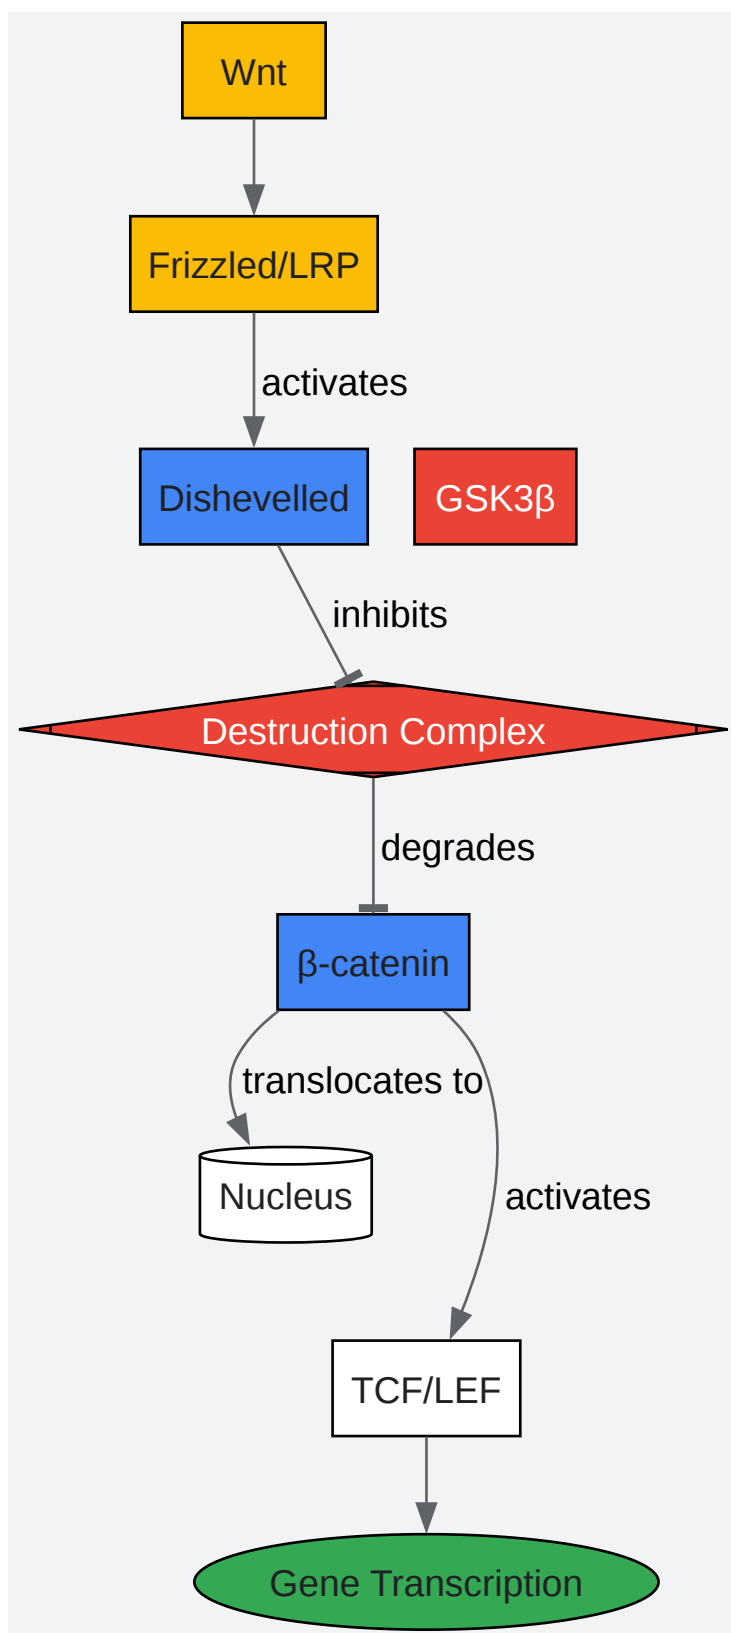 Wnt
Frizzled/LRP
activates
Dishevelled
GSK3β
inhibits
Destruction Complex
degrades
β-catenin
translocates to
Nucleus
activates
TCF/LEF
Gene Transcription